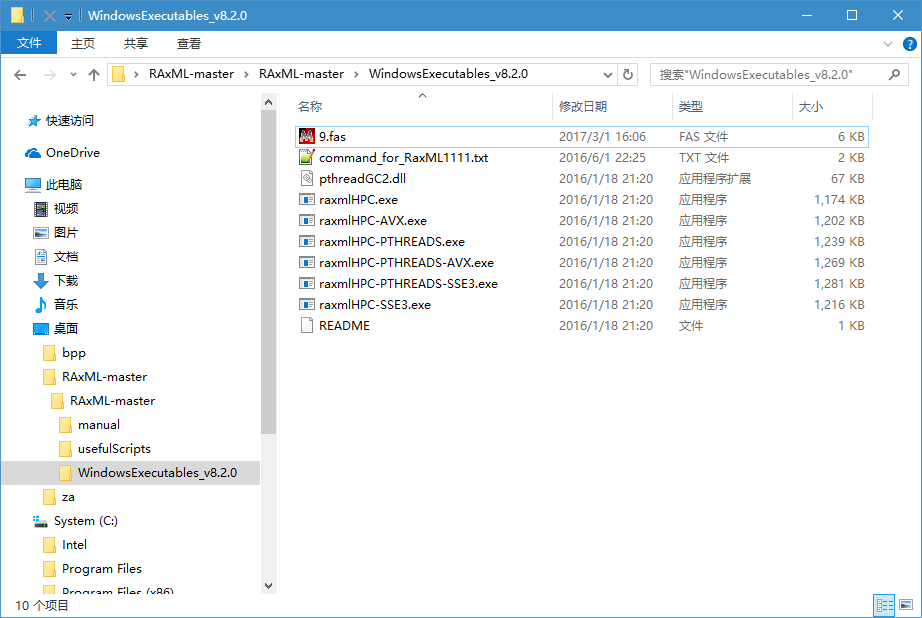 WindowsExecutables_v8.2.0
文件 主页 共享 查看
RAxML-master RAxML-master WindowsExecutables_v8.2.0 搜索"WindowsExecutables_v8.2.0"
快速访问
OneDrive
此电脑
视频
图片
文档
下载
音乐
桌面
bpp
RAxML-master
RAxML-master
manual
usefulScripts
WindowsExecutables_v8.2.0
za
System (C:)
Intel
Program Files
Program Files (x86)
名称 修改日期 类型 大小
9.fas 2017/3/1 16:06 FAS 文件 6 KB
command_for_RaxML1111.txt 2016/6/1 22:25 TXT 文件 2 KB
pthreadGC2.dll 2016/1/18 21:20 应用程序扩展 67 KB
raxmlHPC.exe 2016/1/18 21:20 应用程序 1,174 KB
raxmlHPC-AVX.exe 2016/1/18 21:20 应用程序 1,202 KB
raxmlHPC-PTHREADS.exe 2016/1/18 21:20 应用程序 1,239 KB
raxmlHPC-PTHREADS-AVX.exe 2016/1/18 21:20 应用程序 1,269 KB
raxmlHPC-PTHREADS-SSE3.exe 2016/1/18 21:20 应用程序 1,281 KB
raxmlHPC-SSE3.exe 2016/1/18 21:20 应用程序 1,216 KB
README 2016/1/18 21:20 文件 1 KB
10 个项目